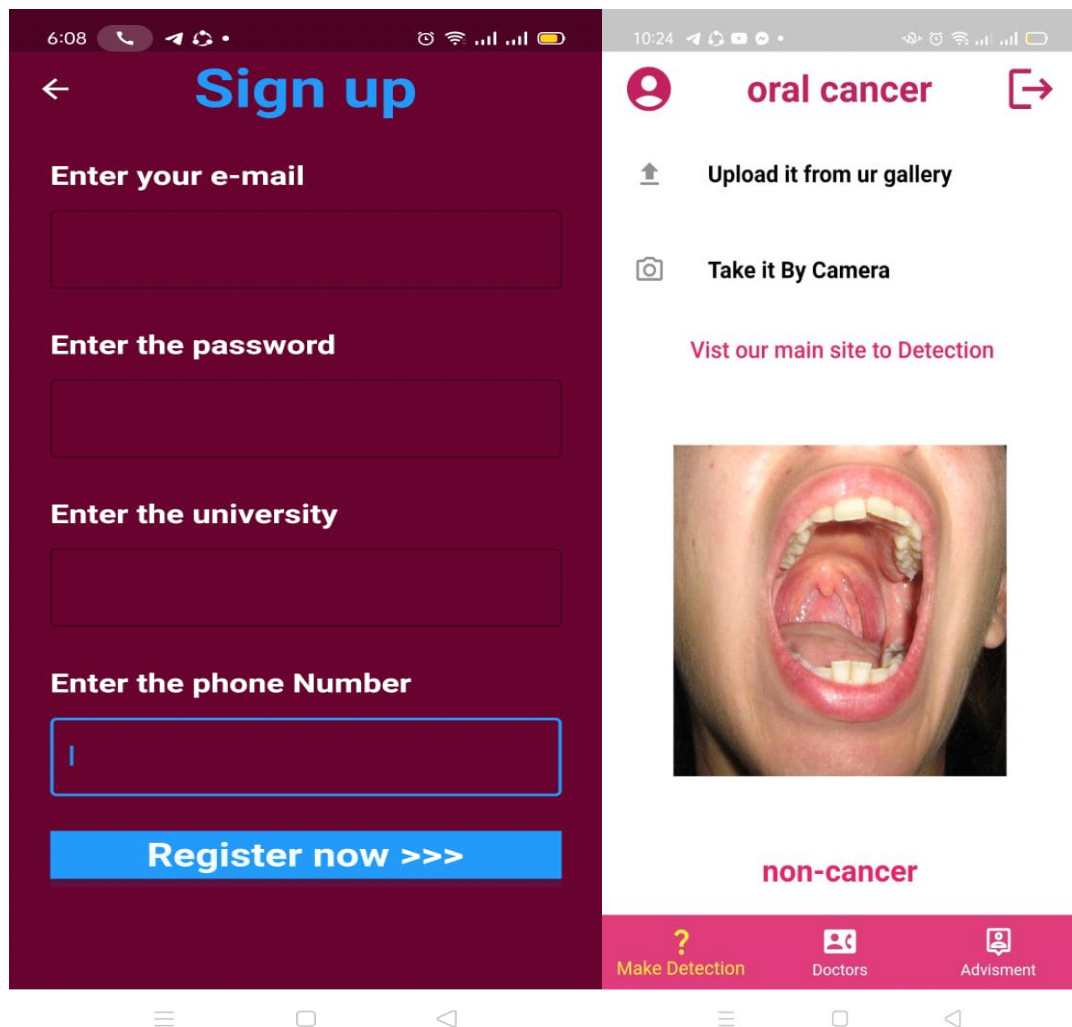 6:08
Sign up
Enter your e-mail
Enter the password
Enter the university
Enter the phone Number
Register now >>>
10:24
oral cancer
Upload it from ur gallery
Take it By Camera
Vist our main site to Detection
non-cancer
?
Make Detection
Doctors
Advisment